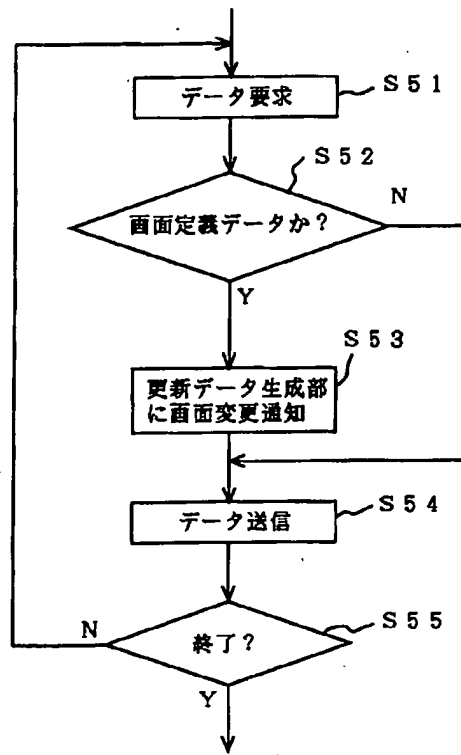 データ要求
S51
S52
画面定義データか?
N
Y
S53
更新データ生成部
に画面変更通知
S54
データ送信
S55
終了?
N
Y